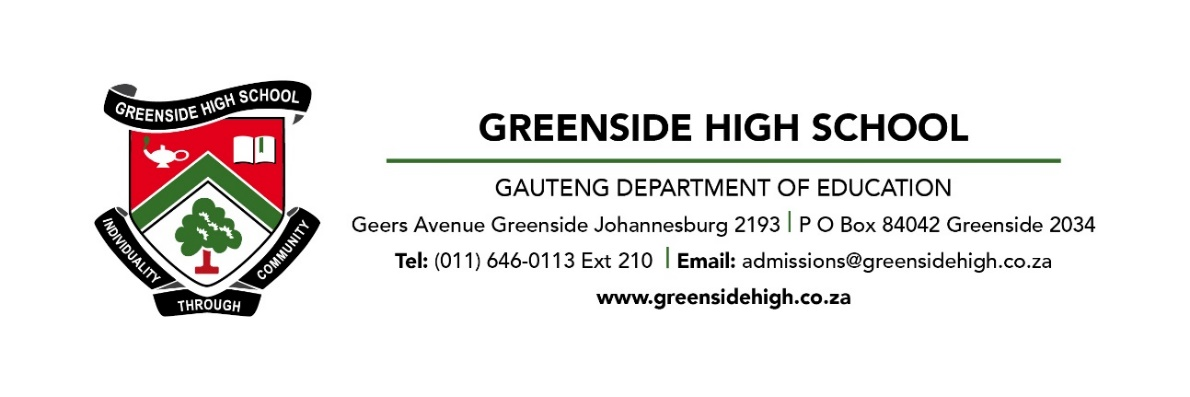 GREENSIDE HIGH SCHOOL
INDIVIDUALITY
THROUGH
COMMUNITY
GREENSIDE HIGH SCHOOL
GAUTENG DEPARTMENT OF EDUCATION
Geers Avenue Greenside Johannesburg 2193 | P O Box 84042 Greenside 2034
Tel: (011) 646-0113 Ext 210 | Email: admissions@greensidehigh.co.za
www.greensidehigh.co.za